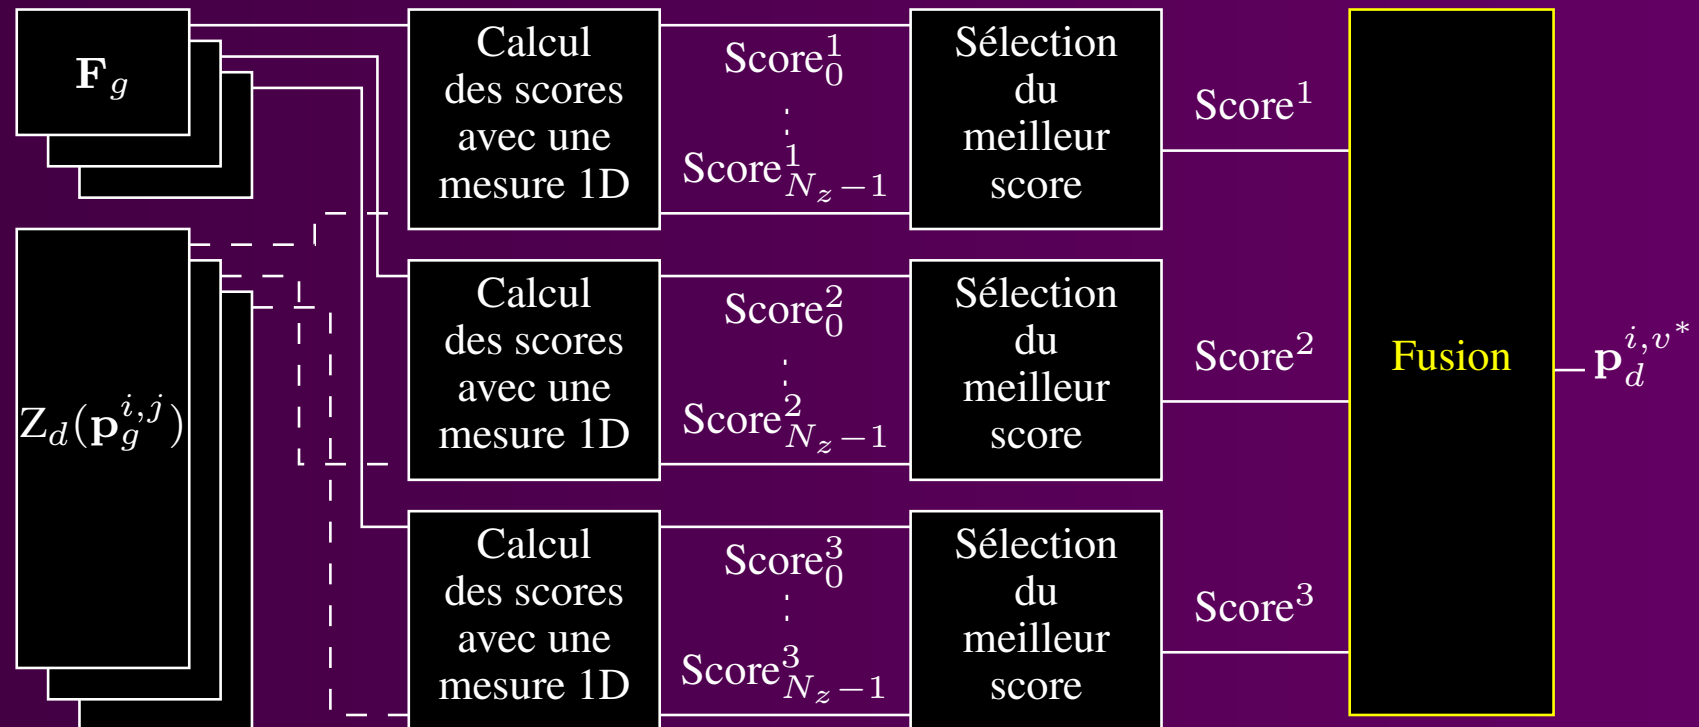 F_g
Z_d(p_g^{i,j})
Calcul
des scores
avec une
mesure 1D
Score_0^1
⋮
Score_{N_z-1}^1
Sélection
du
meilleur
score
Score^1
Calcul
des scores
avec une
mesure 1D
Score_0^2
⋮
Score_{N_z-1}^2
Sélection
du
meilleur
score
Score^2
Calcul
des scores
avec une
mesure 1D
Score_0^3
⋮
Score_{N_z-1}^3
Sélection
du
meilleur
score
Score^3
Fusion
p_d^{i,v*}